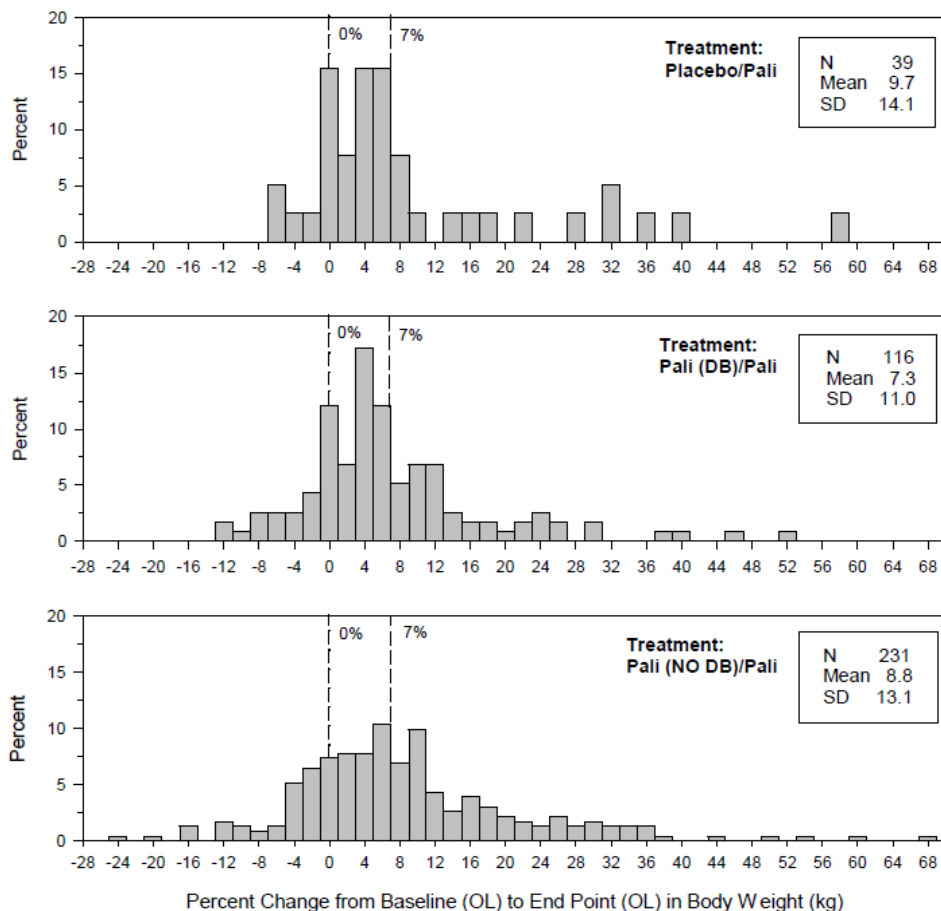 20
15
10
5
0
Percent
0%
7%
Treatment:
Placebo/Pali
N 39
Mean 9.7
SD 14.1
-28 -24 -20 -16 -12 -8 -4 0 4 8 12 16 20 24 28 32 36 40 44 48 52 56 60 64 68
20
15
10
5
0
Percent
0%
7%
Treatment:
Pali (DB)/Pali
N 116
Mean 7.3
SD 11.0
-28 -24 -20 -16 -12 -8 -4 0 4 8 12 16 20 24 28 32 36 40 44 48 52 56 60 64 68
20
15
10
5
0
Percent
0%
7%
Treatment:
Pali (NO DB)/Pali
N 231
Mean 8.8
SD 13.1
-28 -24 -20 -16 -12 -8 -4 0 4 8 12 16 20 24 28 32 36 40 44 48 52 56 60 64 68
Percent Change from Baseline (OL) to End Point (OL) in Body Weight (kg)